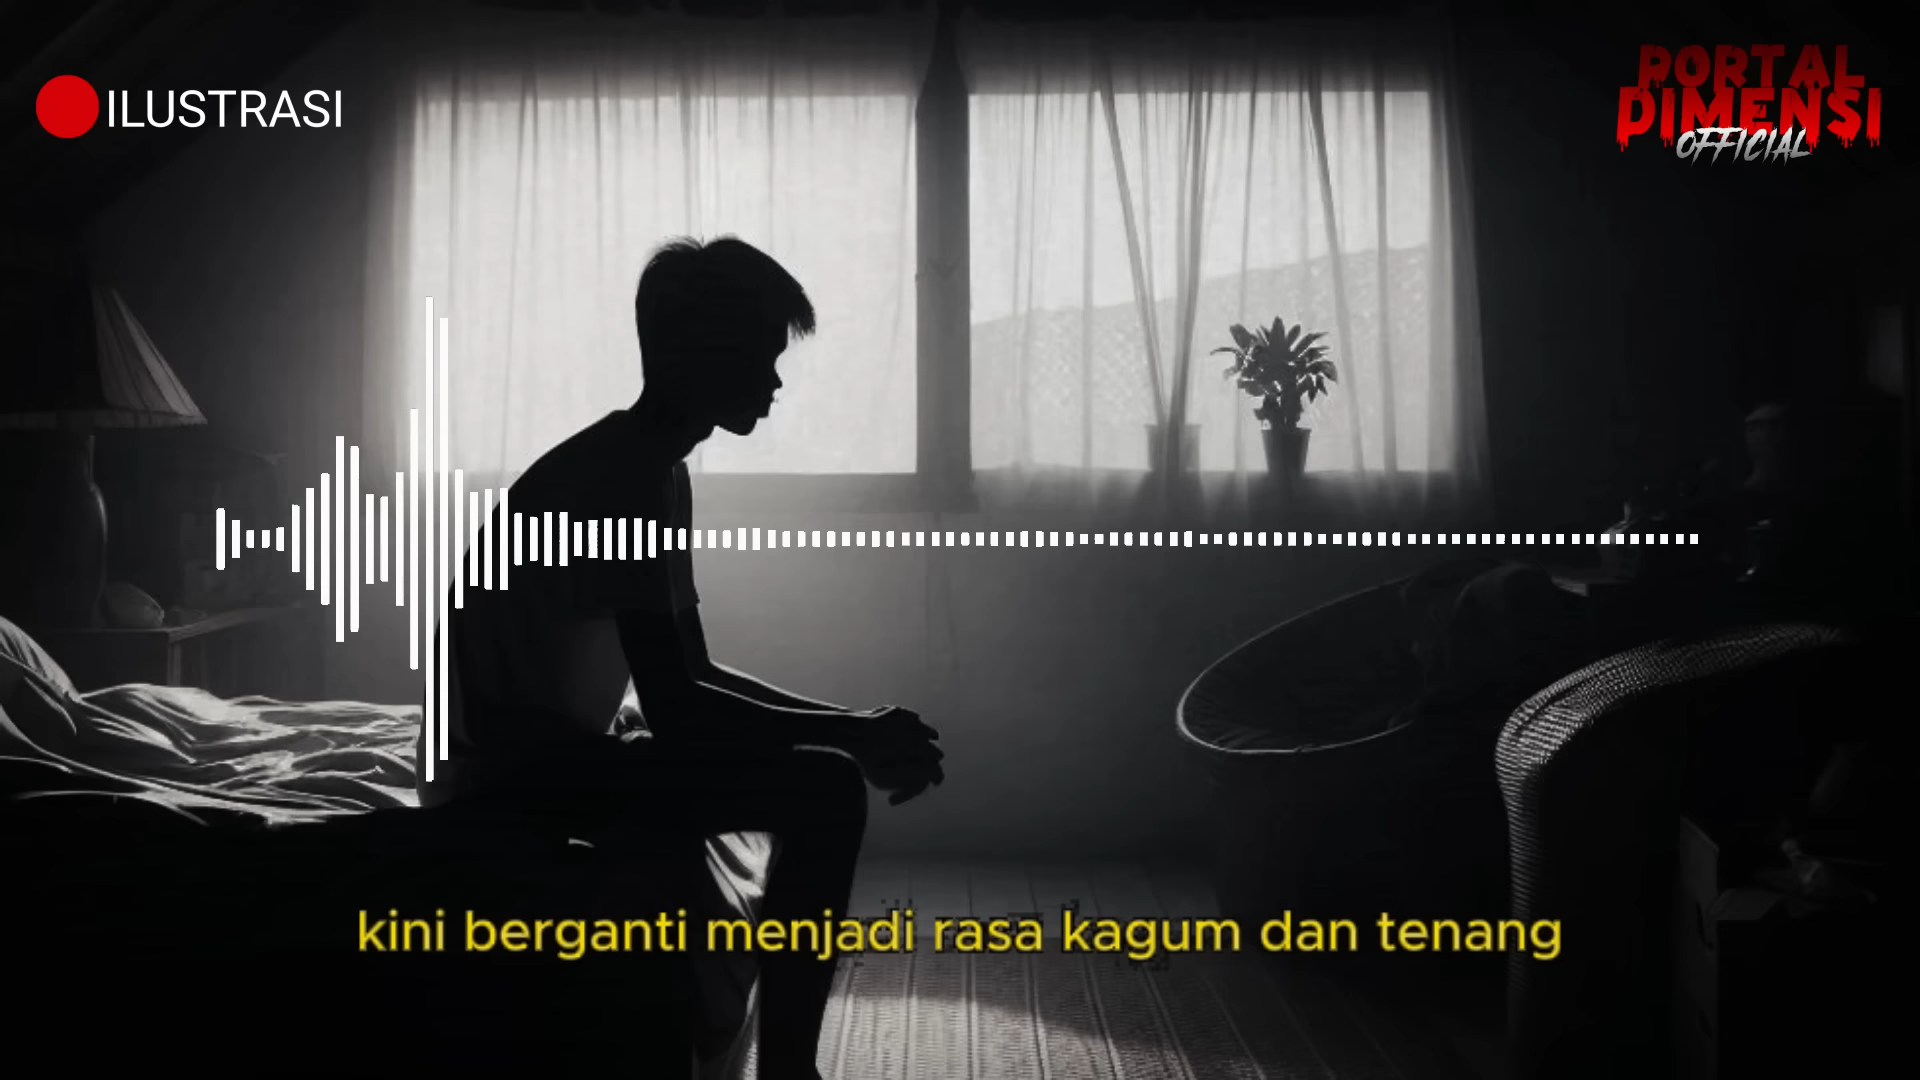 ILUSTRASI
PORTAL
DIMENSI
OFFICIAL
kini berganti menjadi rasa kagum dan tenang